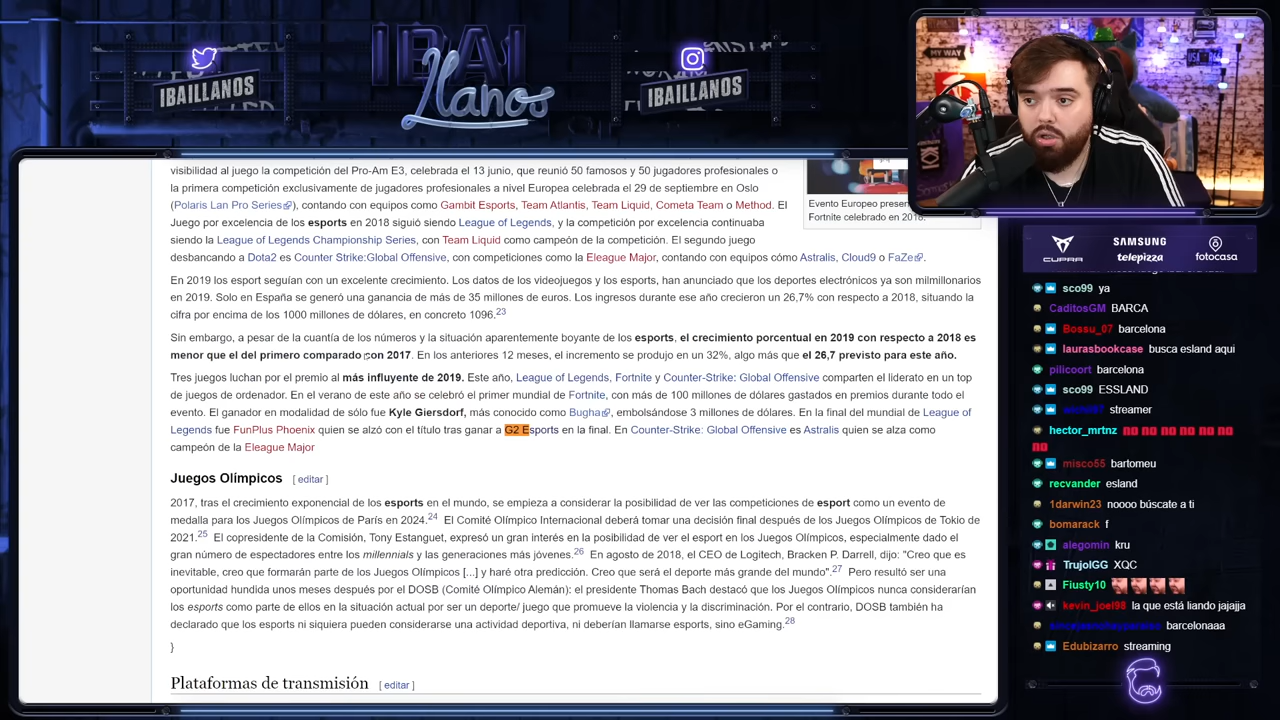 IBAI
Llanos
IBAILLANOS
IBAILLANOS
MY WAY
visibilidad al juego la competición del Pro-Am E3, celebrada el 13 junio, que reunió 50 famosos y 50 jugadores profesionales o
la primera competición exclusivamente de jugadores profesionales a nivel Europea celebrada el 29 de septiembre en Oslo
(Polaris Lan Pro Series), contando con equipos como Gambit Esports, Team Atlantis, Team Liquid, Cometa Team o Method. El
Juego por excelencia de los esports en 2018 siguió siendo League of Legends, y la competición por excelencia continuaba
siendo la League of Legends Championship Series, con Team Liquid como campeón de la competición. El segundo juego
desbancando a Dota2 es Counter Strike:Global Offensive, con competiciones como la Eleague Major, contando con equipos cómo Astralis, Cloud9 o FaZe.
Evento Europeo presen
Fortnite celebrado en 2018.
En 2019 los esport seguían con un excelente crecimiento. Los datos de los videojuegos y los esports, han anunciado que los deportes electrónicos ya son milmillonarios
en 2019. Solo en España se generó una ganancia de más de 35 millones de euros. Los ingresos durante ese año crecieron un 26,7% con respecto a 2018, situando la
cifra por encima de los 1000 millones de dólares, en concreto 1096.23
Sin embargo, a pesar de la cuantía de los números y la situación aparentemente boyante de los esports, el crecimiento porcentual en 2019 con respecto a 2018 es
menor que el del primero comparado con 2017. En los anteriores 12 meses, el incremento se produjo en un 32%, algo más que el 26,7 previsto para este año.
Tres juegos luchan por el premio al más influyente de 2019. Este año, League of Legends, Fortnite y Counter-Strike: Global Offensive comparten el liderato en un top
de juegos de ordenador. En el verano de este año se celebró el primer mundial de Fortnite, con más de 100 millones de dólares gastados en premios durante todo el
evento. El ganador en modalidad de sólo fue Kyle Giersdorf, más conocido como Bugha, embolsándose 3 millones de dólares. En la final del mundial de League of
Legends fue FunPlus Phoenix quien se alzó con el título tras ganar a G2 Esports en la final. En Counter-Strike: Global Offensive es Astralis quien se alza como
campeón de la Eleague Major
Juegos Olímpicos [ editar ]
2017, tras el crecimiento exponencial de los esports en el mundo, se empieza a considerar la posibilidad de ver las competiciones de esport como un evento de
medalla para los Juegos Olímpicos de París en 2024.24 El Comité Olímpico Internacional deberá tomar una decisión final después de los Juegos Olímpicos de Tokio de
2021.25 El copresidente de la Comisión, Tony Estanguet, expresó un gran interés en la posibilidad de ver el esport en los Juegos Olímpicos, especialmente dado el
gran número de espectadores entre los millennials y las generaciones más jóvenes.26 En agosto de 2018, el CEO de Logitech, Bracken P. Darrell, dijo: "Creo que es
inevitable, creo que formarán parte de los Juegos Olímpicos [...] y haré otra predicción. Creo que será el deporte más grande del mundo".27 Pero resultó ser una
oportunidad hundida unos meses después por el DOSB (Comité Olímpico Alemán): el presidente Thomas Bach destacó que los Juegos Olímpicos nunca considerarían
los esports como parte de ellos en la situación actual por ser un deporte/ juego que promueve la violencia y la discriminación. Por el contrario, DOSB también ha
declarado que los esports ni siquiera pueden considerarse una actividad deportiva, ni deberían llamarse esports, sino eGaming.28
}
Plataformas de transmisión [ editar ]
CUPRA
SAMSUNG
telepizza
fotocasa
sco99 ya
CaditosGM BARCA
Bossu_07 barcelona
laurasbookcase busca esland aqui
pilicoort barcelona
sco99 ESSLAND
streamer
hector_mrtnz no no no no no no
no
misco55 bartomeu
recvander esland
1darwin23 noooo búscate a ti
bomarack f
alegomin kru
TrujolGG XQC
Fiusty10
kevin_joel98 la que está liando jajajja
barcelonaaa
Edubizarro streaming